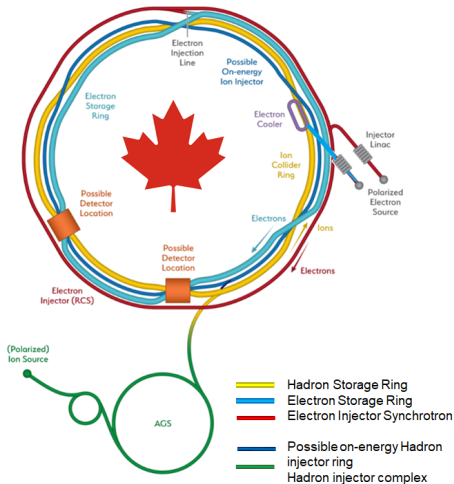 Electron
Injection
Line
Possible
On-energy
Ion Injector
Electron
Storage
Ring
Electron
Cooler
Injector
Linac
Ion
Collider
Ring
Polarized
Electron
Source
Possible
Detector
Location
Possible
Detector
Location
Electrons
Ions
Electrons
Electron
Injector (RCS)
(Polarized)
Ion Source
AGS
Hadron Storage Ring
Electron Storage Ring
Electron Injector Synchrotron
Possible on-energy Hadron
injector ring
Hadron injector complex